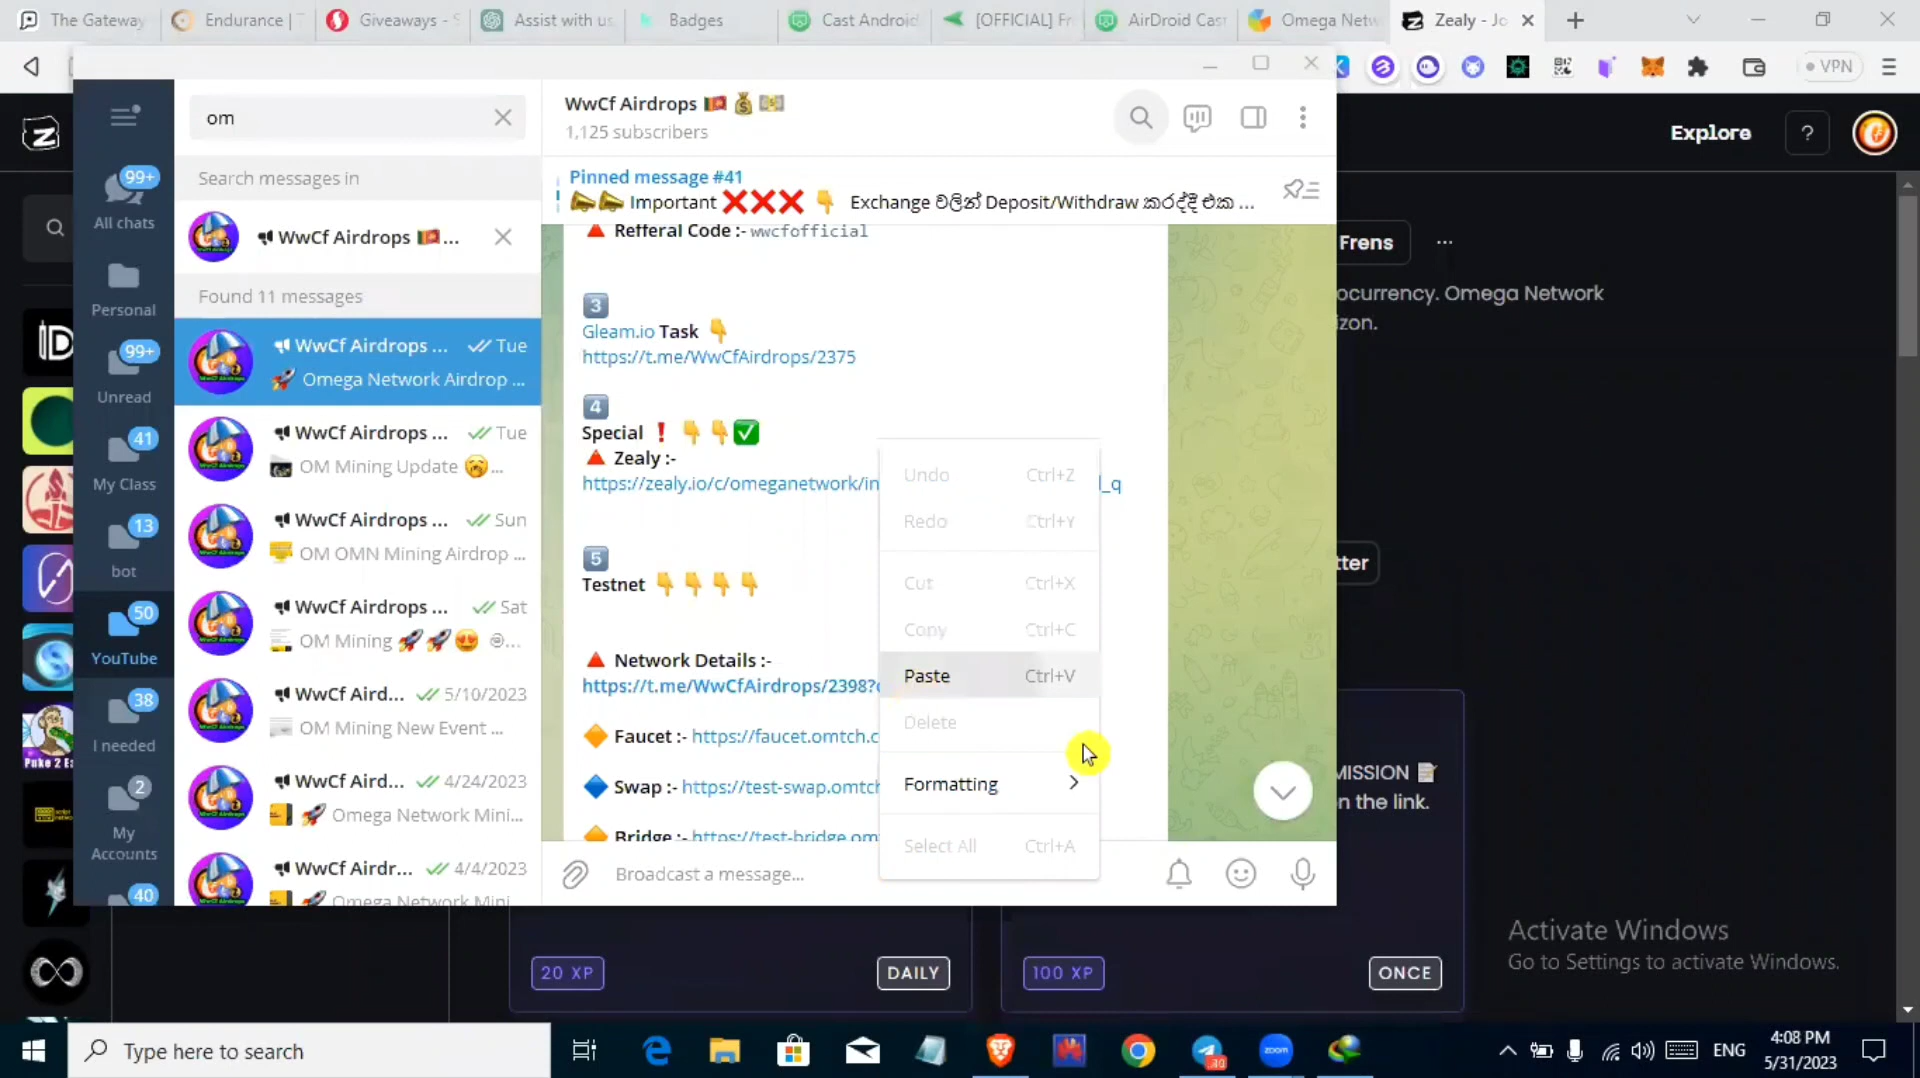 The Gateway
Endurance | T
Giveaways - S
Assist with us
Badges
Cast Android
[OFFICIAL] Fr
AirDroid Cast
Omega Netw
Zealy - Jo
VPN
om
WwCf Airdrops
1,125 subscribers
Explore
?
Search messages in
WwCf Airdrops ...
Found 11 messages
Pinned message #41
Important Exchange වලින් Deposit/Withdraw කරද්දී එක ...
99+
All chats
Personal
99+
Unread
41
My Class
13
bot
50
YouTube
38
I needed
2
My
Accounts
40
WwCf Airdrops ... Tue
Omega Network Airdrop ...
WwCf Airdrops ... Tue
OM Mining Update ...
WwCf Airdrops ... Sun
OM OMN Mining Airdrop ...
WwCf Airdrops ... Sat
OM Mining ...
WwCf Aird... 5/10/2023
OM Mining New Event ...
WwCf Aird... 4/24/2023
Omega Network Mini...
WwCf Airdr... 4/4/2023
Omega Network Mini...
Refferal Code :- wwcfofficial
3
Gleam.io Task
https://t.me/WwCfAirdrops/2375
4
Special
Zealy :-
https://zealy.io/c/omeganetwork/in
l_q
5
Testnet
Network Details :-
https://t.me/WwCfAirdrops/2398?
Faucet :- https://faucet.omtch.c
Swap :- https://test-swap.omtch
Bridge :- https://test-bridge.om
Broadcast a message...
Undo Ctrl+Z
Redo Ctrl+Y
Cut Ctrl+X
Copy Ctrl+C
Paste Ctrl+V
Delete
Formatting
Select All Ctrl+A
Frens
ocurrency. Omega Network
izon.
tter
MISSION
n the link.
20 XP
DAILY
100 XP
ONCE
Activate Windows
Go to Settings to activate Windows.
Puke 2 E
Type here to search
zoom
ENG
4:08 PM
5/31/2023